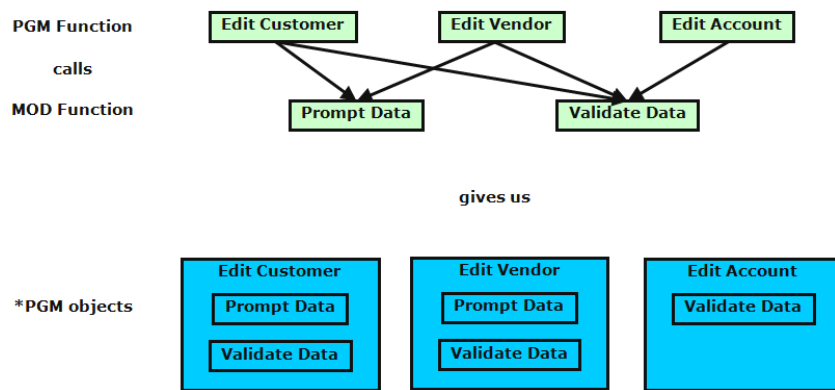 PGM Function
Edit Customer
Edit Vendor
Edit Account
calls
MOD Function
Prompt Data
Validate Data
gives us
*PGM objects
Edit Customer
Prompt Data
Validate Data
Edit Vendor
Prompt Data
Validate Data
Edit Account
Validate Data